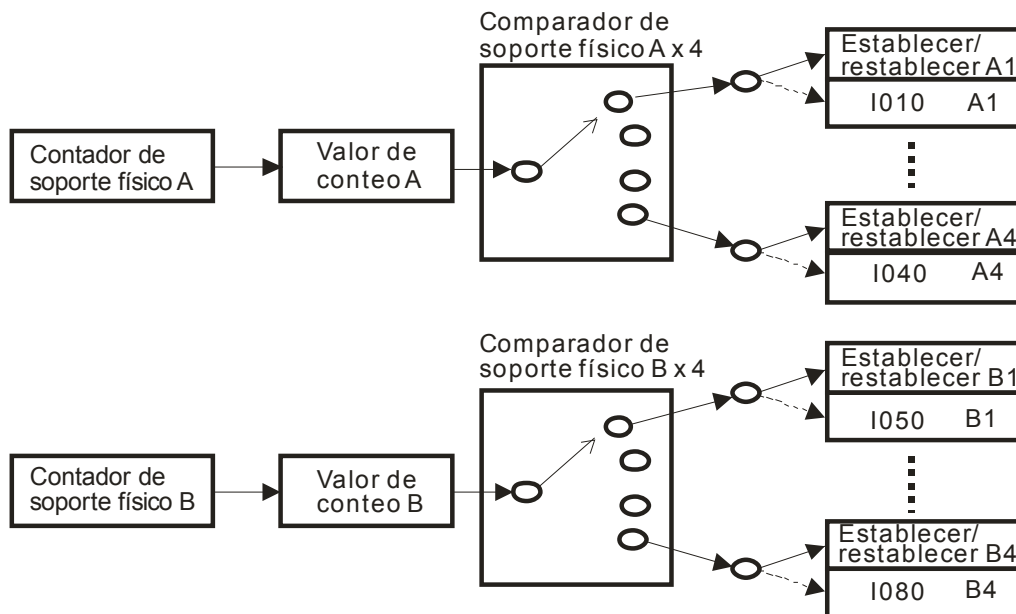 Comparador de
soporte físico A x 4
Establecer/
restablecer A1
I010 A1
Contador de
soporte físico A
Valor de
conteo A
Establecer/
restablecer A4
I040 A4
Comparador de
soporte físico B x 4
Establecer/
restablecer B1
I050 B1
Contador de
soporte físico B
Valor de
conteo B
Establecer/
restablecer B4
I080 B4